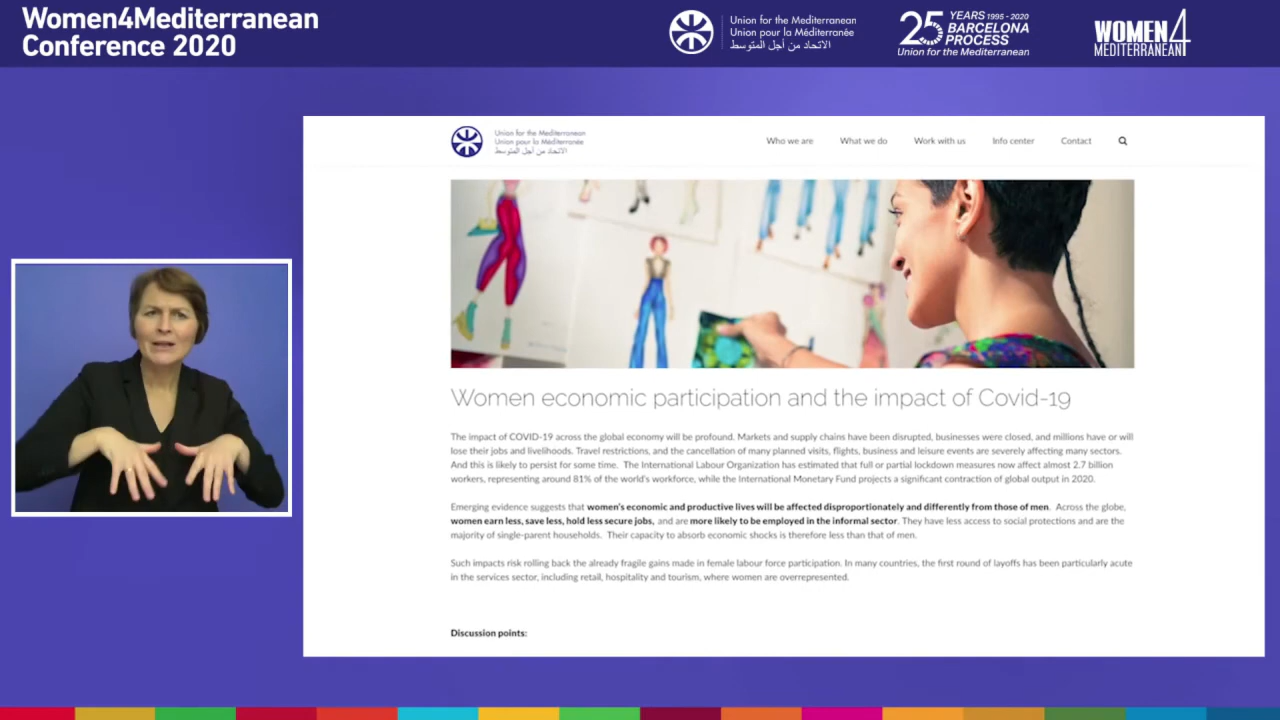 Women4Mediterranean
Conference 2020
Union for the Mediterranean
Union pour la Méditerranée
الاتحاد من أجل المتوسط
25 YEARS 1995 - 2020
BARCELONA
PROCESS
Union for the Mediterranean
WOMEN 4
MEDITERRANEAN
Union for the Mediterranean
Union pour la Méditerranée
الاتحاد من أجل المتوسط
Who we are What we do Work with us Info center Contact
Women economic participation and the impact of Covid-19
The impact of COVID-19 across the global economy will be profound. Markets and supply chains have been disrupted, businesses were closed, and millions have or will
lose their jobs and livelihoods. Travel restrictions, and the cancellation of many planned visits, flights, business and leisure events are severely affecting many sectors.
And this is likely to persist for some time. The International Labour Organization has estimated that full or partial lockdown measures now affect almost 2.7 billion
workers, representing around 81% of the world's workforce, while the International Monetary Fund projects a significant contraction of global output in 2020.
Emerging evidence suggests that women's economic and productive lives will be affected disproportionately and differently from those of men. Across the globe,
women earn less, save less, hold less secure jobs, and are more likely to be employed in the informal sector. They have less access to social protections and are the
majority of single-parent households. Their capacity to absorb economic shocks is therefore less than that of men.
Such impacts risk rolling back the already fragile gains made in female labour force participation. In many countries, the first round of layoffs has been particularly acute
in the services sector, including retail, hospitality and tourism, where women are overrepresented.
Discussion points: